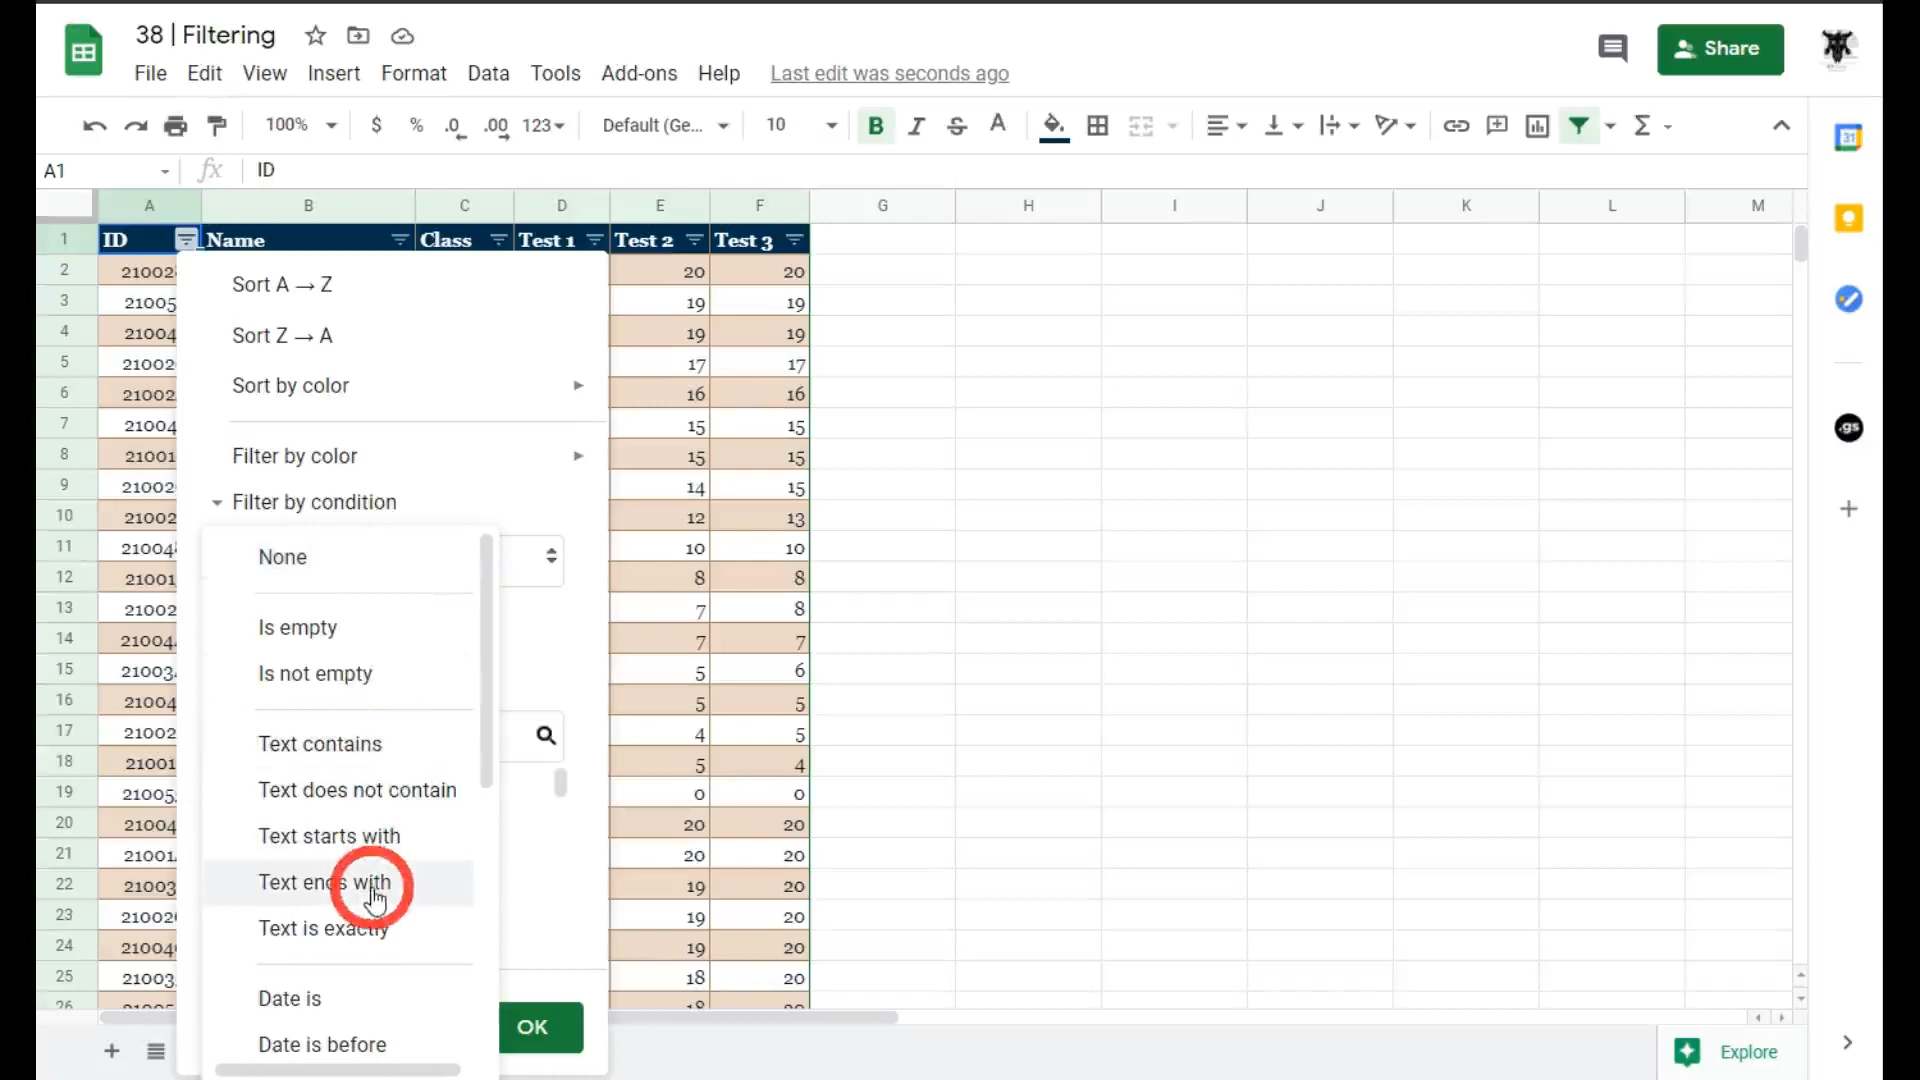 38 | Filtering
File Edit View Insert Format Data Tools Add-ons Help Last edit was seconds ago
Share
100% $ % .0 .00 123 Default (Ge... 10 B I S A
A1 fx ID
A B C D E F G H I J K L M
1 ID Name Class Test 1 Test 2 Test 3
2 21002 20 20
3 21005 19 19
4 21004 19 19
5 21002 17 17
6 21002 16 16
7 21004 15 15
8 21001 15 15
9 21002 14 15
10 21002 12 13
11 21004 10 10
12 21001 8 8
13 21002 7 8
14 21004 7 7
15 21003 5 6
16 21004 5 5
17 21002 4 5
18 21001 5 4
19 21005 0 0
20 21004 20 20
21 21001 20 20
22 21003 19 20
23 21002 19 20
24 21004 19 20
25 21003 18 20
26
Sort A → Z
Sort Z → A
Sort by color
Filter by color
Filter by condition
None
Is empty
Is not empty
Text contains
Text does not contain
Text starts with
Text ends with
Text is exactly
Date is
Date is before
OK
Explore
31
.gs